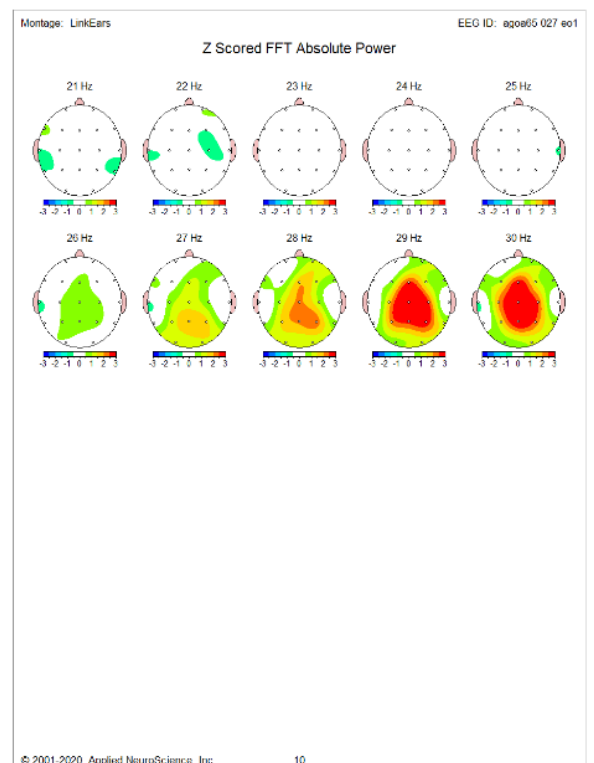 Montage: LinkEars EEG ID: agoa65 027 eo1
Z Scored FFT Absolute Power
21 Hz 22 Hz 23 Hz 24 Hz 25 Hz
-3 -2 -1 0 1 2 3 -3 -2 -1 0 1 2 3 -3 -2 -1 0 1 2 3 -3 -2 -1 0 1 2 3 -3 -2 -1 0 1 2 3
26 Hz 27 Hz 28 Hz 29 Hz 30 Hz
-3 -2 -1 0 1 2 3 -3 -2 -1 0 1 2 3 -3 -2 -1 0 1 2 3 -3 -2 -1 0 1 2 3 -3 -2 -1 0 1 2 3
© 2001-2020 Applied NeuroScience, Inc. 10